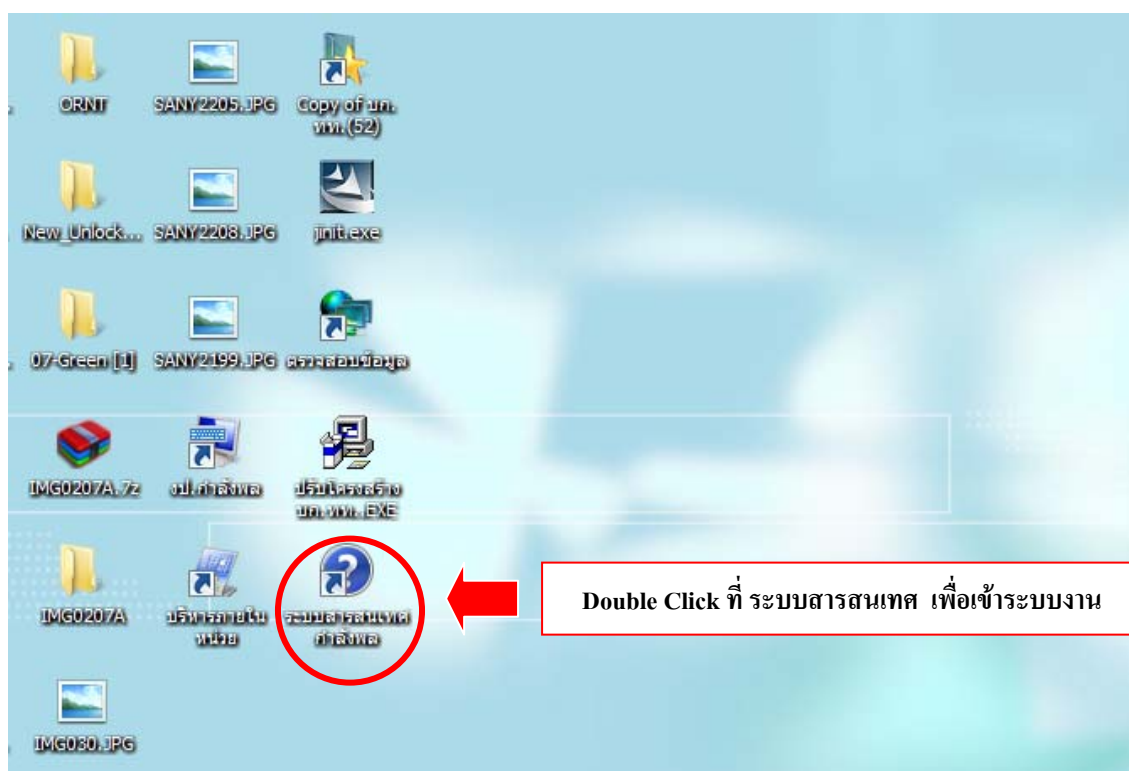 ORNT
SANY2205.JPG
Copy of บก.
ทท.(52)
New_Unlock...
SANY2208.JPG
jinit.exe
07-Green [1]
SANY2199.JPG
ตรวจสอบข้อมูล
IMG0207A.7z
งป.กำลังพล
ปรับโครงสร้าง
บก.ทท..EXE
IMG0207A
บริหารภายใน
หน่วย
ระบบสารสนเทศ
กำลังพล
Double Click ที่ ระบบสารสนเทศ เพื่อเข้าระบบงาน
IMG030.JPG